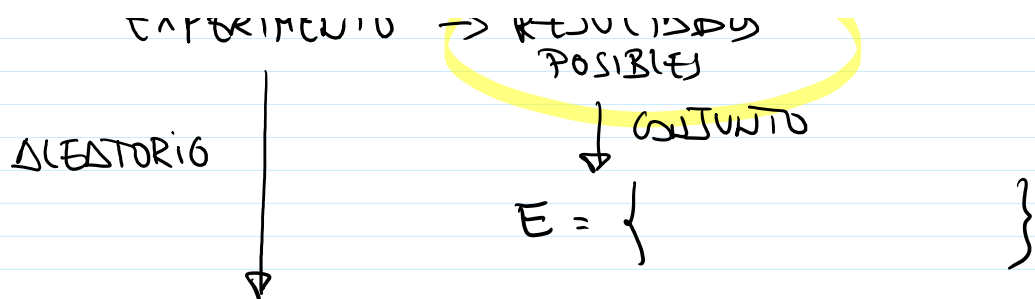 EXPERIMENTO → RESULTADOS
POSIBLES
CONJUNTO
ALEATORIO
E = { }